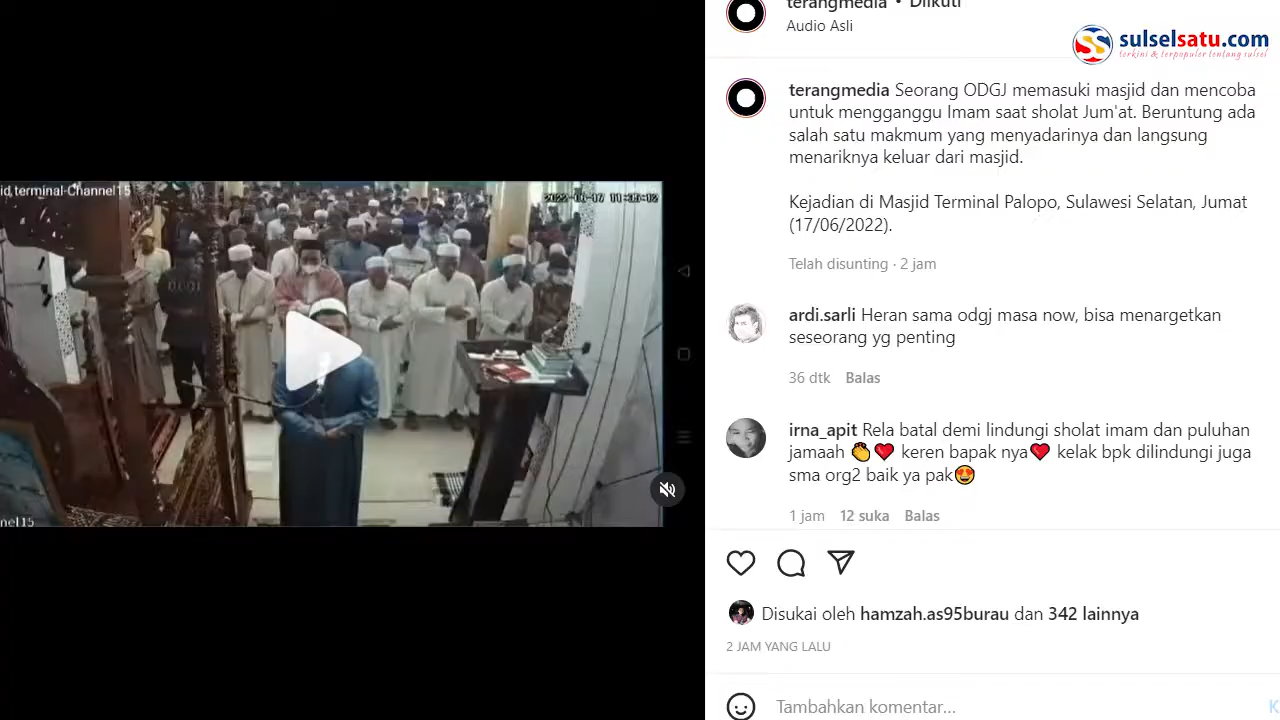 terangmedia • Diikuti
Audio Asli
sulselsatu.com
terkini & terpopuler tentang sulsel
terangmedia Seorang ODGJ memasuki masjid dan mencoba
untuk mengganggu Imam saat sholat Jum'at. Beruntung ada
salah satu makmum yang menyadarinya dan langsung
menariknya keluar dari masjid.
Kejadian di Masjid Terminal Palopo, Sulawesi Selatan, Jumat
(17/06/2022).
Telah disunting · 2 jam
ardi.sarli Heran sama odgj masa now, bisa menargetkan
seseorang yg penting
36 dtk Balas
irna_apit Rela batal demi lindungi sholat imam dan puluhan
jamaah 👏❤️ keren bapak nya❤️ kelak bpk dilindungi juga
sma org2 baik ya pak😍
1 jam 12 suka Balas
Disukai oleh hamzah.as95burau dan 342 lainnya
2 JAM YANG LALU
Tambahkan komentar...
K
id terminal-Channel15
nel15